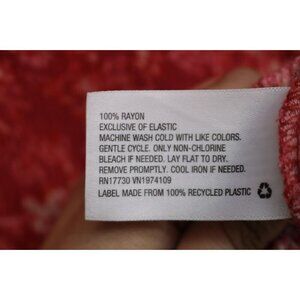 100% RAYON
EXCLUSIVE OF ELASTIC
MACHINE WASH COLD WITH LIKE COLORS.
GENTLE CYCLE. ONLY NON-CHLORINE
BLEACH IF NEEDED. LAY FLAT TO DRY.
REMOVE PROMPTLY. COOL IRON IF NEEDED.
RN17730 VN1974109
LABEL MADE FROM 100% RECYCLED PLASTIC